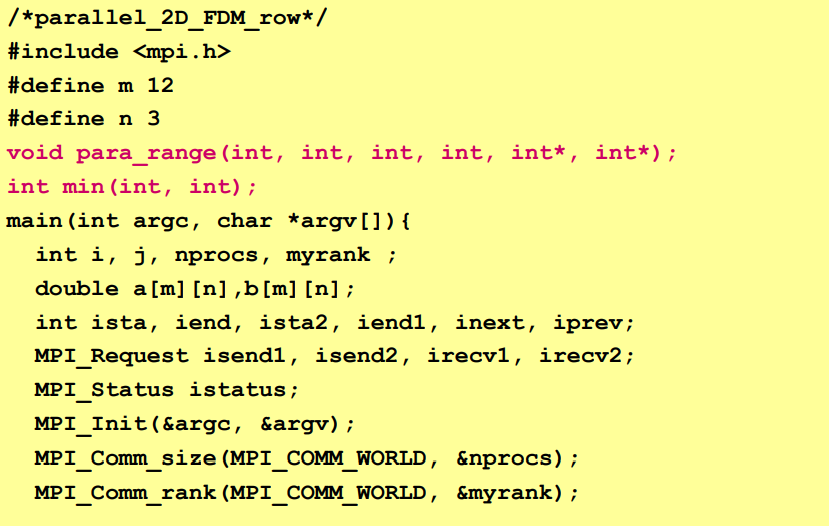 /*parallel_2D_FDM_row*/
#include <mpi.h>
#define m 12
#define n 3
void para_range(int, int, int, int, int*, int*);
int min(int, int);
main(int argc, char *argv[]){
  int i, j, nprocs, myrank ;
  double a[m][n],b[m][n];
  int ista, iend, ista2, iend1, inext, iprev;
  MPI_Request isend1, isend2, irecv1, irecv2;
  MPI_Status istatus;
  MPI_Init(&argc, &argv);
  MPI_Comm_size(MPI_COMM_WORLD, &nprocs);
  MPI_Comm_rank(MPI_COMM_WORLD, &myrank);